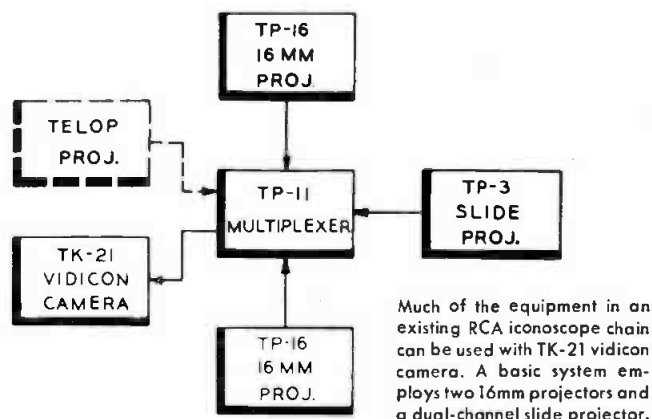 TP-16
16 MM
PROJ.
TELOP
PROJ.
TP-11
MULTIPLEXER
TP-3
SLIDE
PROJ.
TK-21
VIDICON
CAMERA
TP-16
16 MM
PROJ.
Much of the equipment in an
existing RCA iconoscope chain
can be used with TK-21 vidicon
camera. A basic system em-
ploys two 16mm projectors and
a dual-channel slide projector.